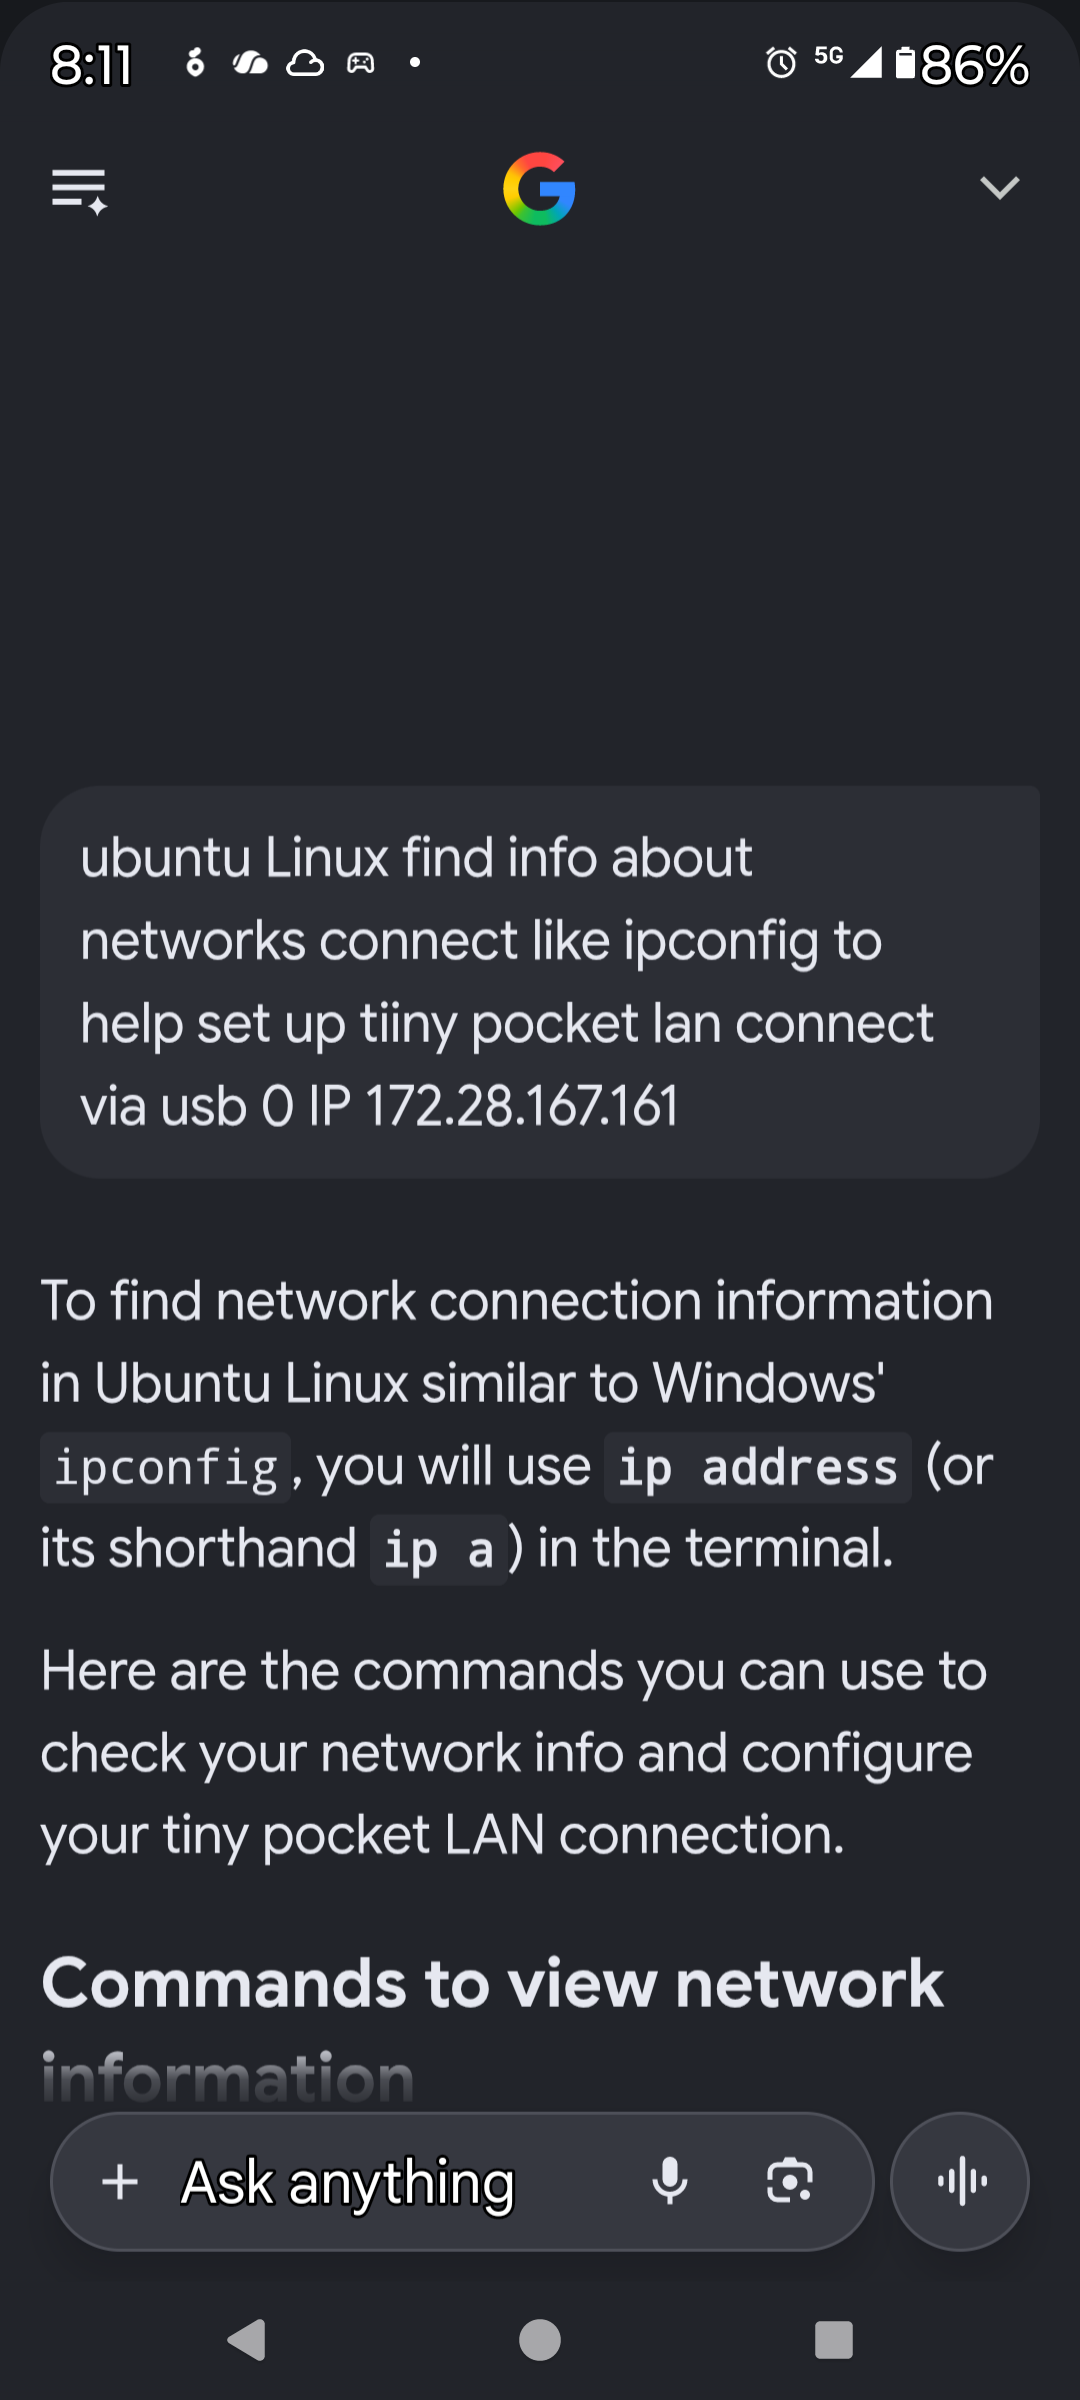 8:11
5G
86%
ubuntu Linux find info about
networks connect like ipconfig to
help set up tiiny pocket lan connect
via usb 0 IP 172.28.167.161
To find network connection information
in Ubuntu Linux similar to Windows'
ipconfig, you will use ip address (or
its shorthand ip a) in the terminal.
Here are the commands you can use to
check your network info and configure
your tiny pocket LAN connection.
Commands to view network
information
Ask anything